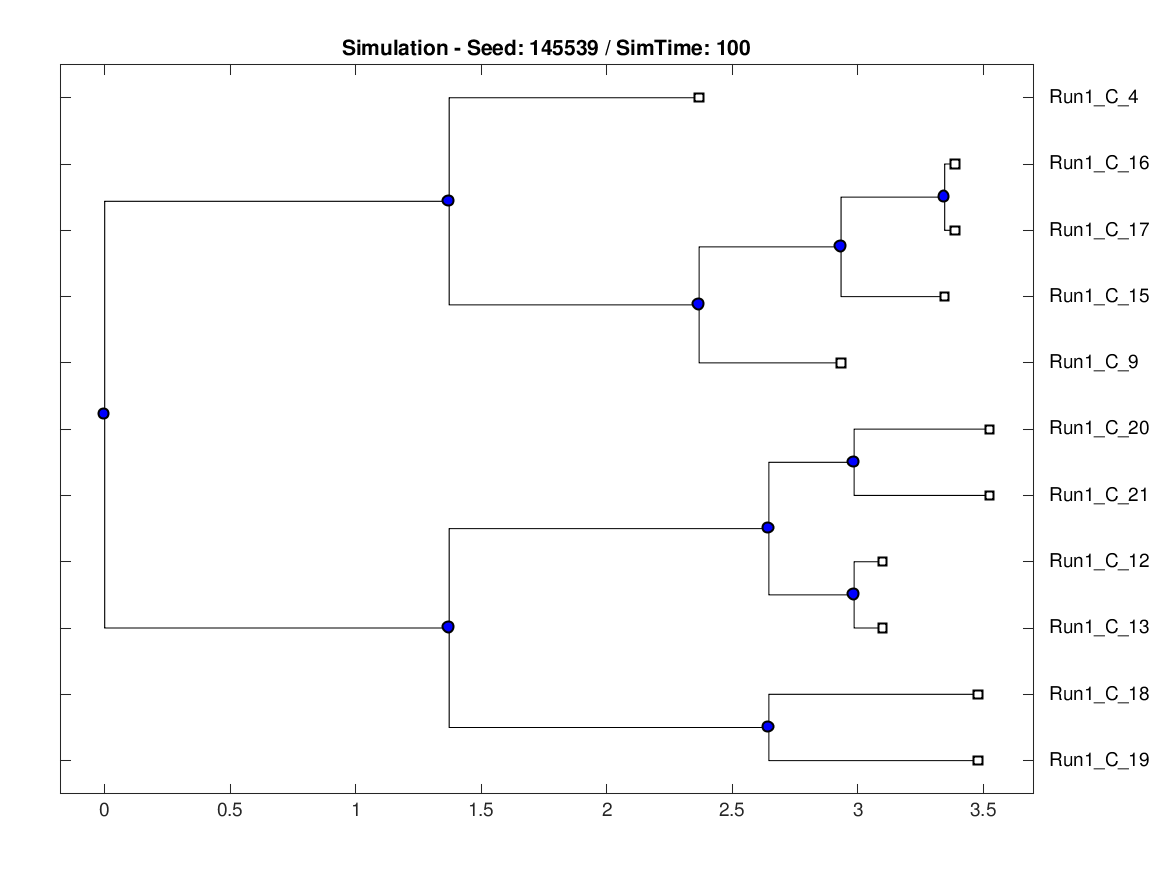 Simulation - Seed: 145539 / SimTime: 100
Run1_C_4
Run1_C_16
Run1_C_17
Run1_C_15
Run1_C_9
Run1_C_20
Run1_C_21
Run1_C_12
Run1_C_13
Run1_C_18
Run1_C_19
0 0.5 1 1.5 2 2.5 3 3.5